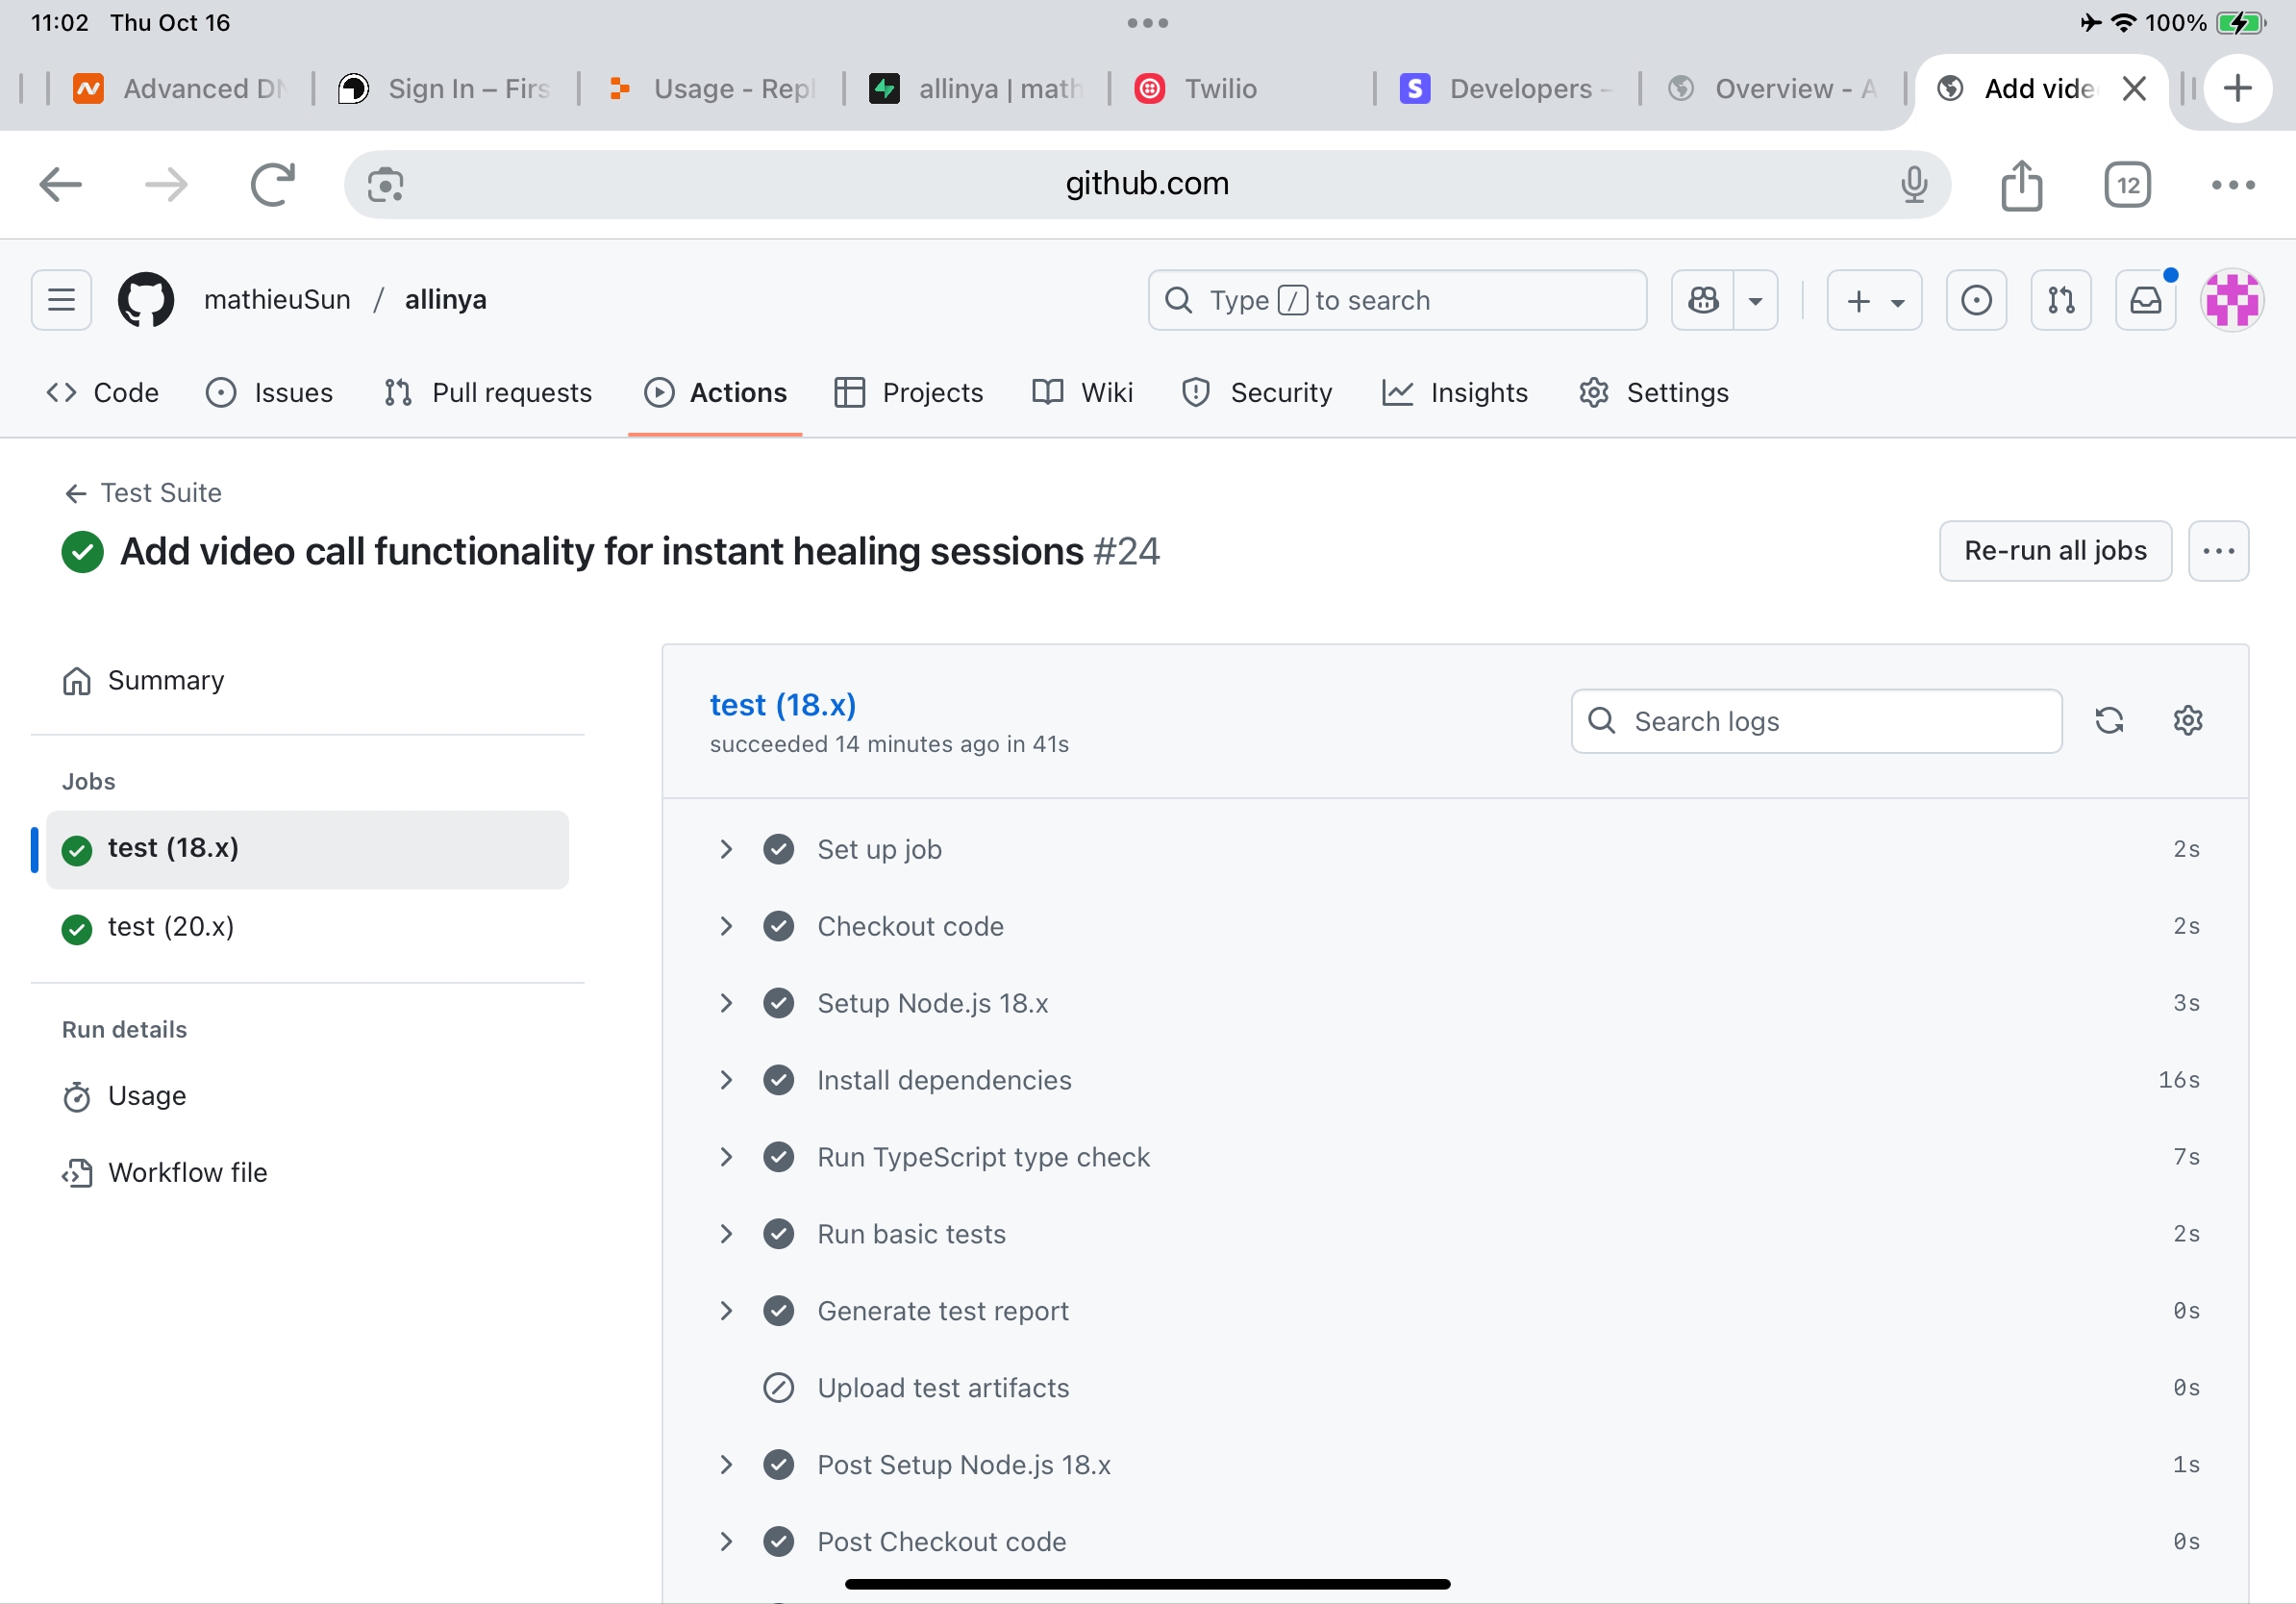 11:02 Thu Oct 16
100%
Advanced DN
Sign In – Firs
Usage - Repl
allinya | math
Twilio
Developers -
Overview - A
Add vide
github.com
12
mathieuSun / allinya
Type / to search
Code
Issues
Pull requests
Actions
Projects
Wiki
Security
Insights
Settings
Test Suite
Add video call functionality for instant healing sessions #24
Re-run all jobs
Summary
Jobs
test (18.x)
test (20.x)
Run details
Usage
Workflow file
test (18.x)
succeeded 14 minutes ago in 41s
Search logs
Set up job 2s
Checkout code 2s
Setup Node.js 18.x 3s
Install dependencies 16s
Run TypeScript type check 7s
Run basic tests 2s
Generate test report 0s
Upload test artifacts 0s
Post Setup Node.js 18.x 1s
Post Checkout code 0s